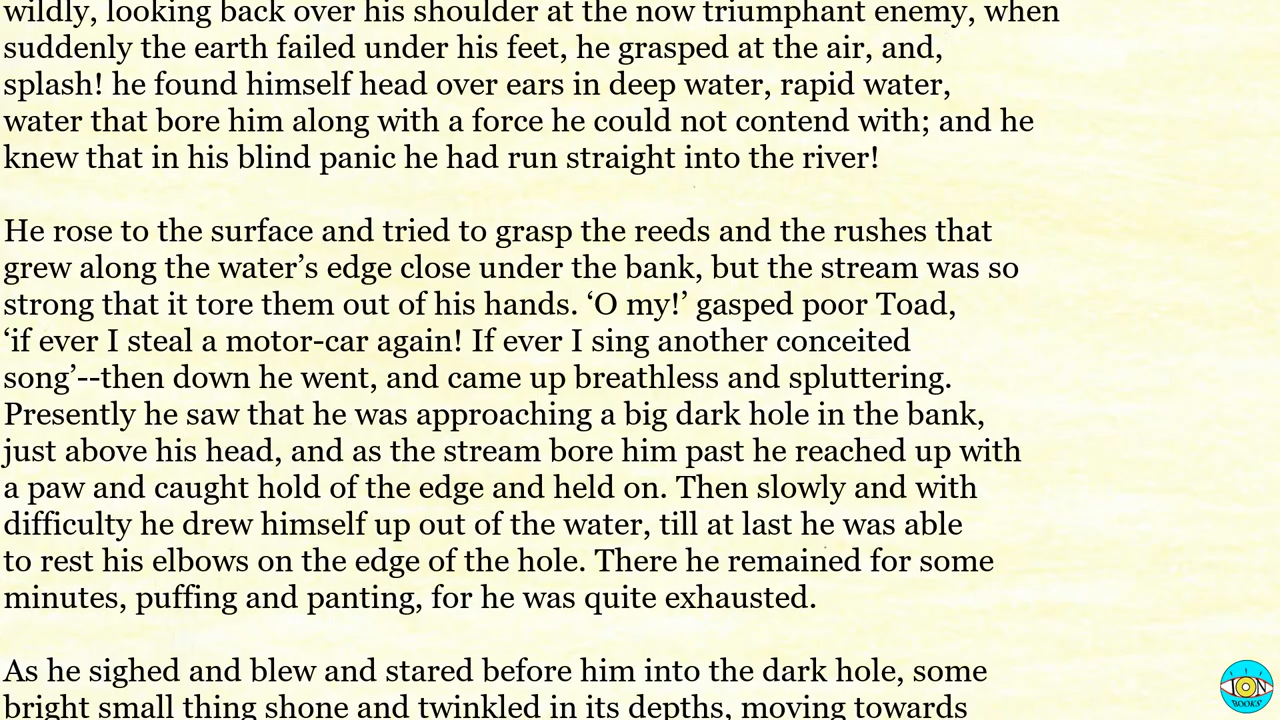 wildly, looking back over his shoulder at the now triumphant enemy, when
suddenly the earth failed under his feet, he grasped at the air, and,
splash! he found himself head over ears in deep water, rapid water,
water that bore him along with a force he could not contend with; and he
knew that in his blind panic he had run straight into the river!
He rose to the surface and tried to grasp the reeds and the rushes that
grew along the water’s edge close under the bank, but the stream was so
strong that it tore them out of his hands. ‘O my!’ gasped poor Toad,
‘if ever I steal a motor-car again! If ever I sing another conceited
song’--then down he went, and came up breathless and spluttering.
Presently he saw that he was approaching a big dark hole in the bank,
just above his head, and as the stream bore him past he reached up with
a paw and caught hold of the edge and held on. Then slowly and with
difficulty he drew himself up out of the water, till at last he was able
to rest his elbows on the edge of the hole. There he remained for some
minutes, puffing and panting, for he was quite exhausted.
As he sighed and blew and stared before him into the dark hole, some
bright small thing shone and twinkled in its depths, moving towards
ION
BOOKS